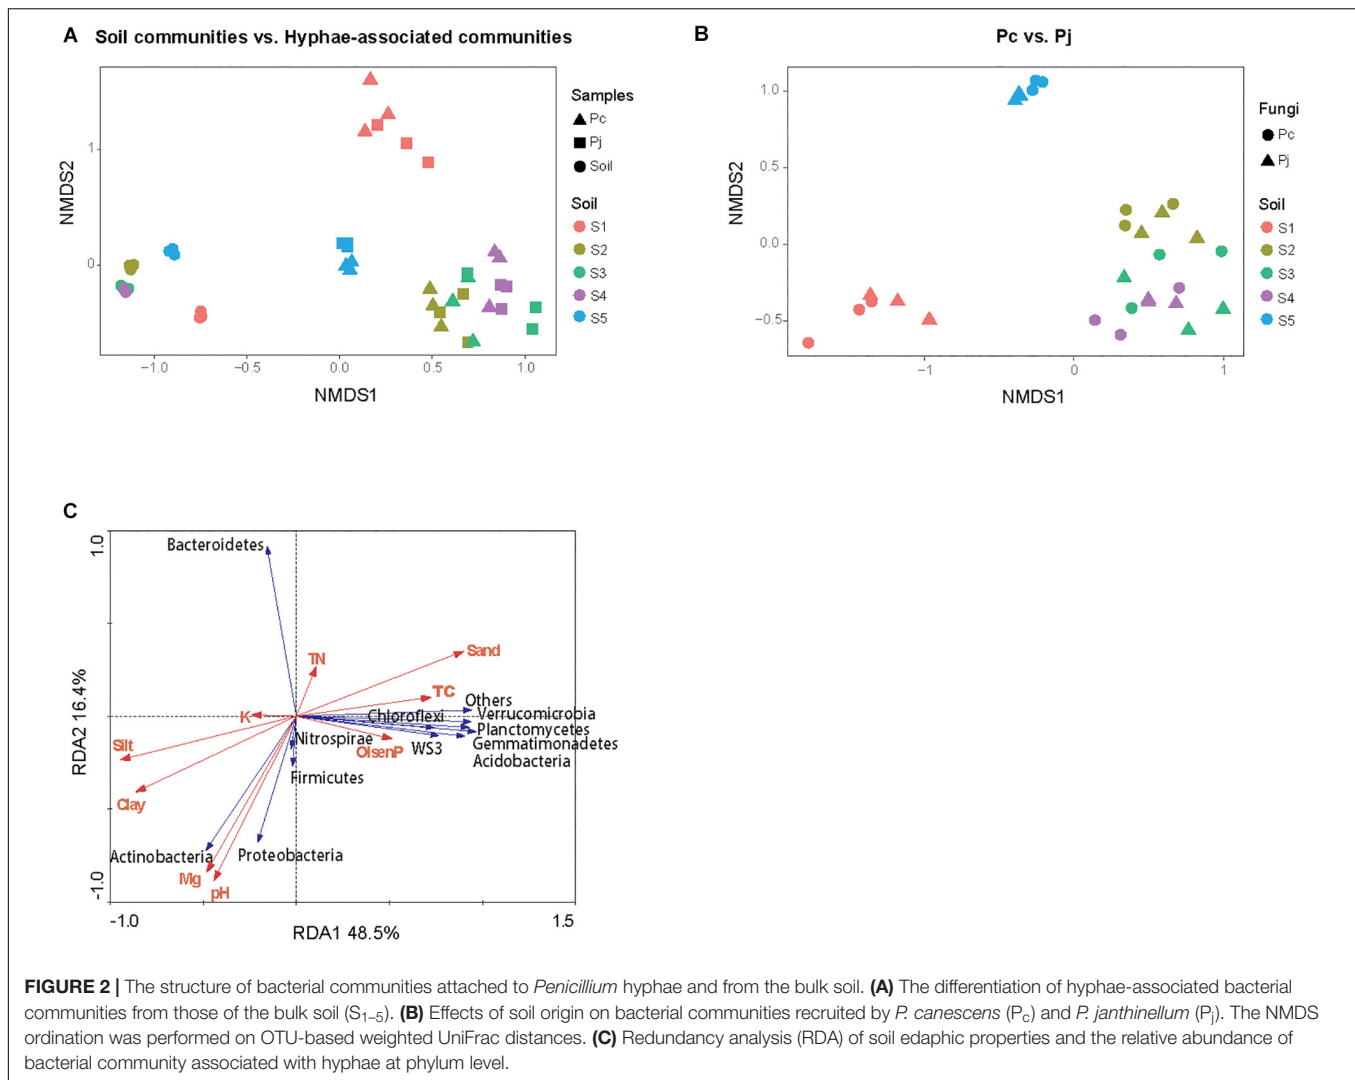 A Soil communities vs. Hyphae-associated communities
1
0
−1.0 −0.5 0.0 0.5 1.0
NMDS2
NMDS1
Samples
Pc
Pj
Soil
Soil
S1
S2
S3
S4
S5
B Pc vs. Pj
1.0
0.5
0.0
−0.5
−1 0 1
NMDS2
NMDS1
Fungi
Pc
Pj
Soil
S1
S2
S3
S4
S5
C
1.0
-1.0
RDA2 16.4%
Bacteroidetes
TN
Sand
TC
Others
K
Chloroflexi
Verrucomicrobia
Planctomycetes
Nitrospirae
OlsenP
WS3
Gemmatimonadetes
Silt
Acidobacteria
Firmicutes
Clay
Actinobacteria
Proteobacteria
Mg
pH
-1.0 1.5
RDA1 48.5%
FIGURE 2 | The structure of bacterial communities attached to Penicillium hyphae and from the bulk soil. (A) The differentiation of hyphae-associated bacterial
communities from those of the bulk soil (S1–5). (B) Effects of soil origin on bacterial communities recruited by P. canescens (Pc) and P. janthinellum (Pj). The NMDS
ordination was performed on OTU-based weighted UniFrac distances. (C) Redundancy analysis (RDA) of soil edaphic properties and the relative abundance of
bacterial community associated with hyphae at phylum level.